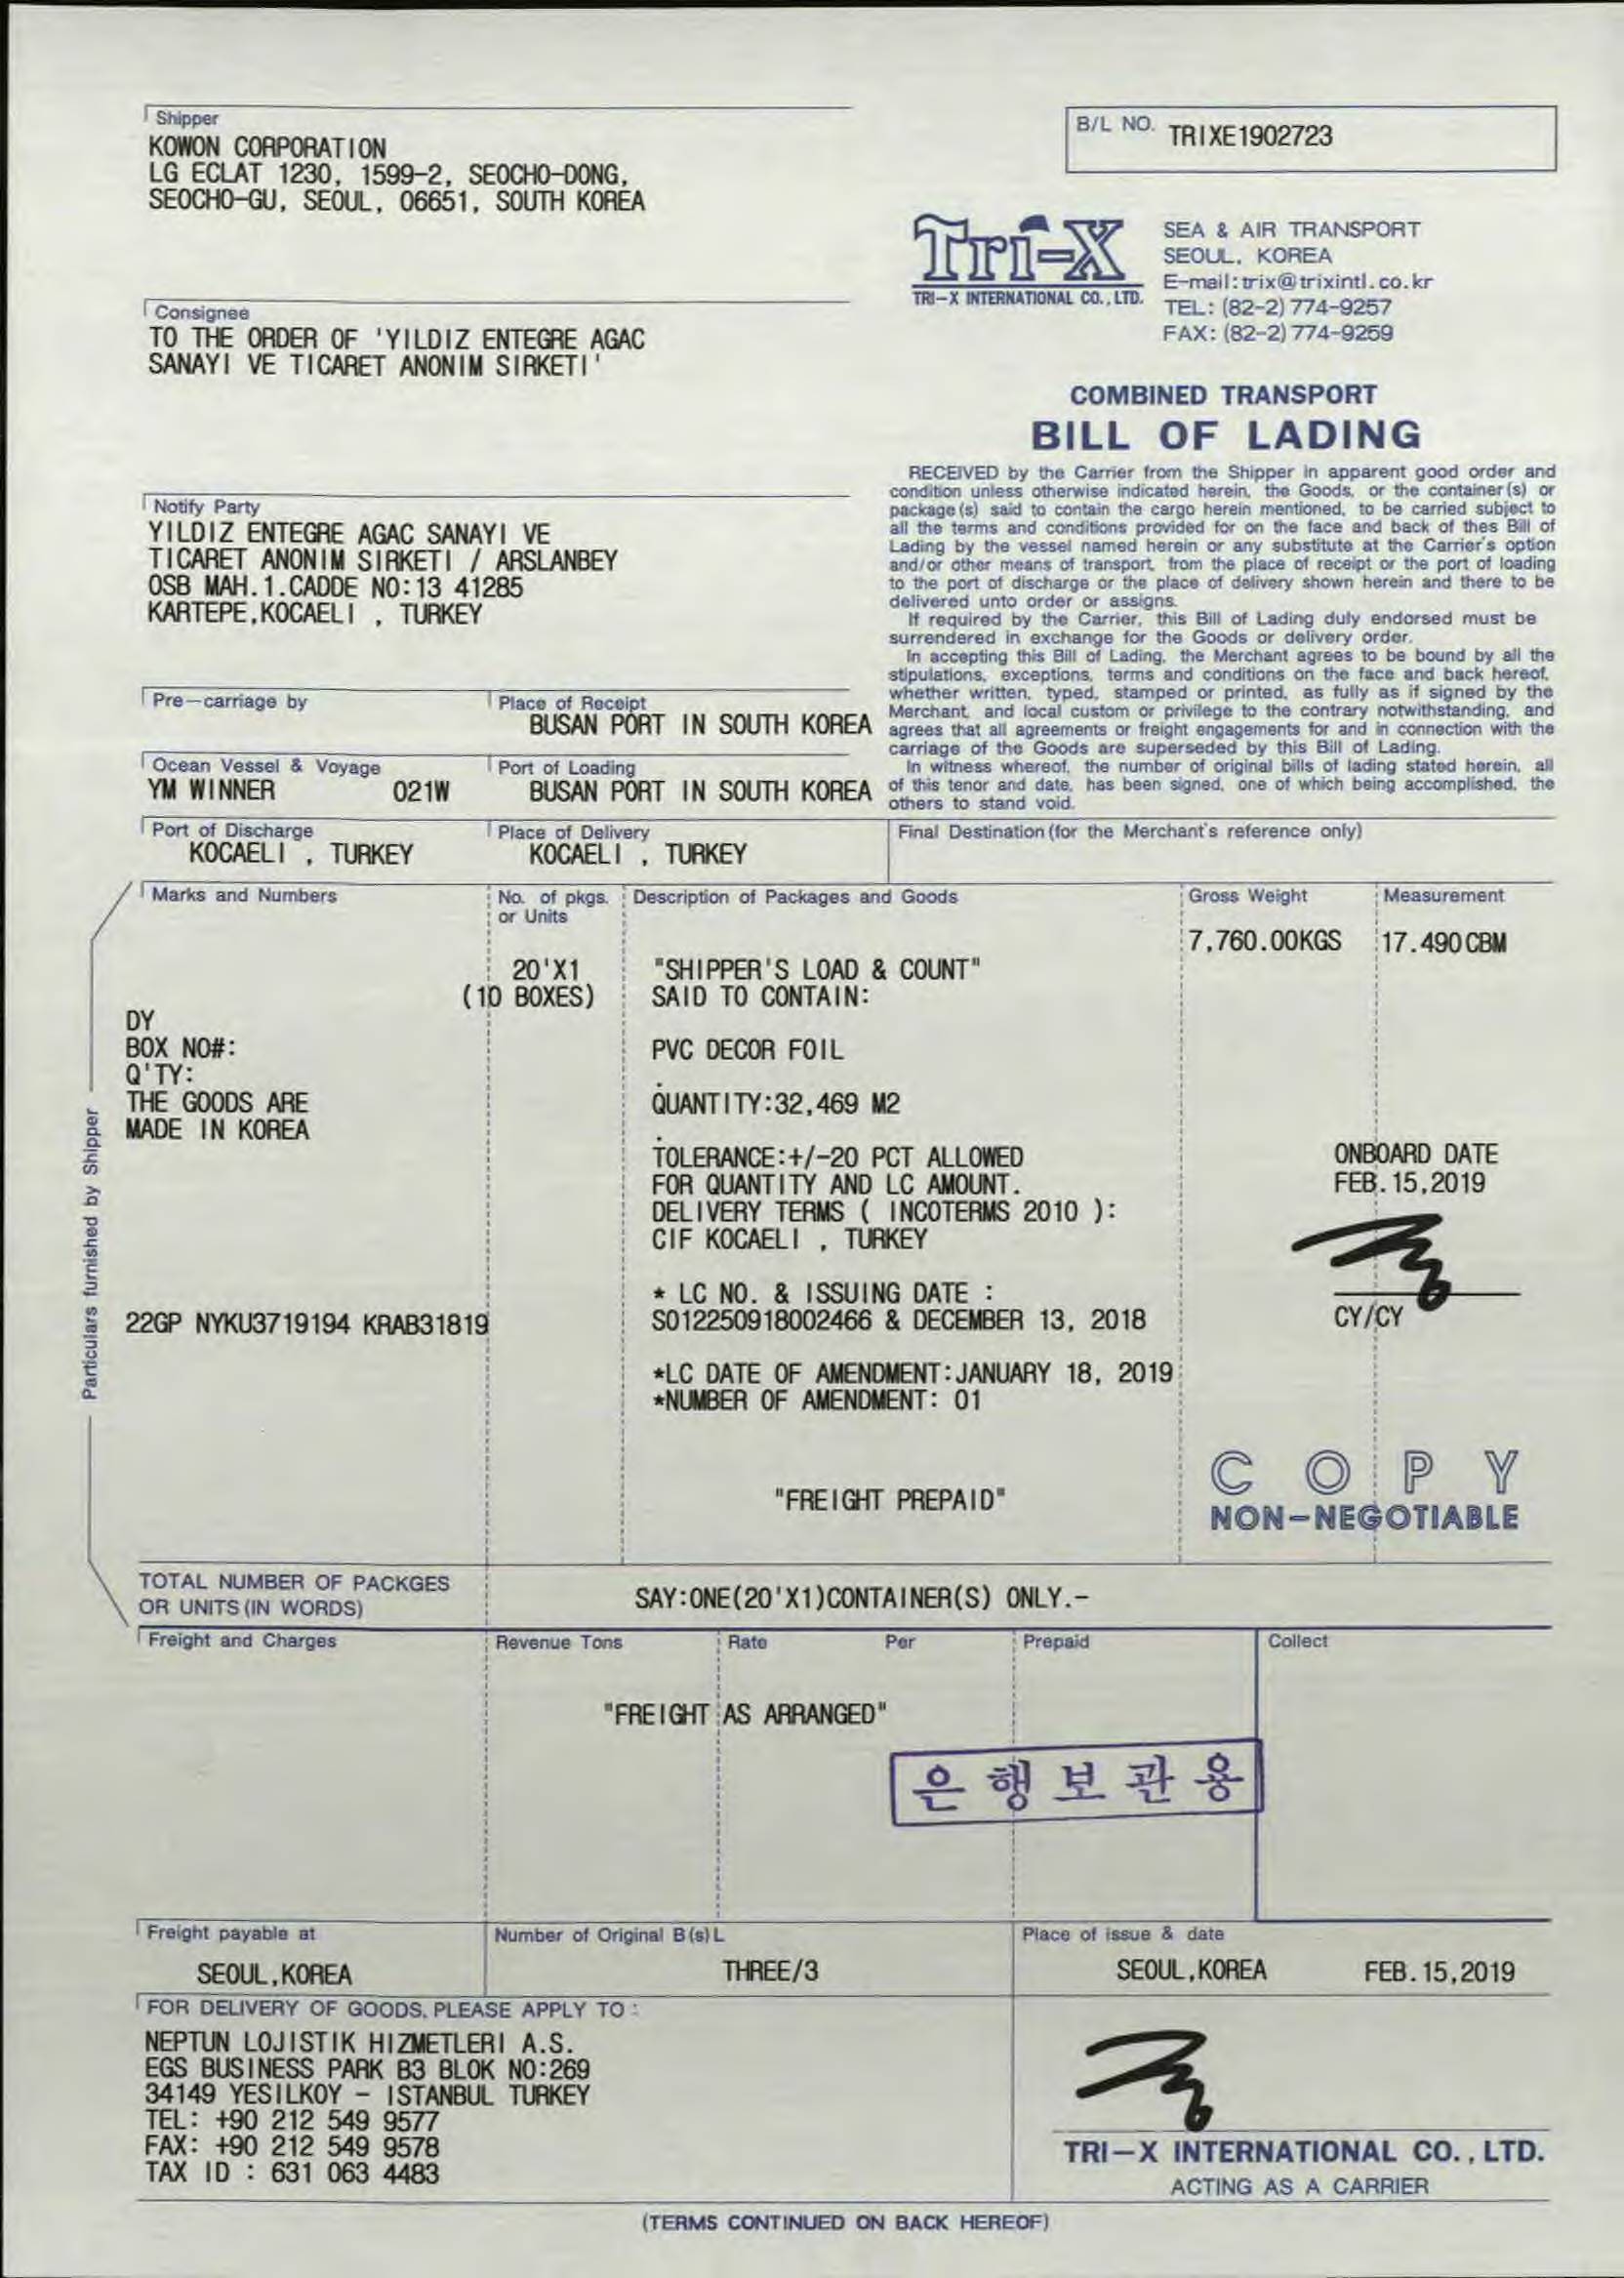 Shipper
KOWON CORPORATION
LG ECLAT 1230, 1599-2, SEOCHO-DONG,
SEOCHO-GU, SEOUL, 06651, SOUTH KOREA
B/L NO. TRIXE1902723
Tri-X
TRI-X INTERNATIONAL CO., LTD.
SEA & AIR TRANSPORT
SEOUL, KOREA
E-mail: trix@trixintl.co.kr
TEL: (82-2) 774-9257
FAX: (82-2) 774-9259
Consignee
TO THE ORDER OF 'YILDIZ ENTEGRE AGAC
SANAYI VE TICARET ANONIM SIRKETI'
COMBINED TRANSPORT
BILL OF LADING
RECEIVED by the Carrier from the Shipper in apparent good order and
condition unless otherwise indicated herein, the Goods, or the container(s) or
package(s) said to contain the cargo herein mentioned, to be carried subject to
all the terms and conditions provided for on the face and back of thes Bill of
Lading by the vessel named herein or any substitute at the Carrier's option
and/or other means of transport, from the place of receipt or the port of loading
to the port of discharge or the place of delivery shown herein and there to be
delivered unto order or assigns.
If required by the Carrier, this Bill of Lading duly endorsed must be
surrendered in exchange for the Goods or delivery order.
In accepting this Bill of Lading, the Merchant agrees to be bound by all the
stipulations, exceptions, terms and conditions on the face and back hereof,
whether written, typed, stamped or printed, as fully as if signed by the
Merchant, and local custom or privilege to the contrary notwithstanding, and
agrees that all agreements or freight engagements for and in connection with the
carriage of the Goods are superseded by this Bill of Lading.
In witness whereof, the number of original bills of lading stated herein, all
of this tenor and date, has been signed, one of which being accomplished, the
others to stand void.
Notify Party
YILDIZ ENTEGRE AGAC SANAYI VE
TICARET ANONIM SIRKETI / ARSLANBEY
OSB MAH.1.CADDE NO:13 41285
KARTEPE,KOCAELI , TURKEY
Pre-carriage by
Place of Receipt
BUSAN PORT IN SOUTH KOREA
Ocean Vessel & Voyage
YM WINNER 021W
Port of Loading
BUSAN PORT IN SOUTH KOREA
Port of Discharge
KOCAELI , TURKEY
Place of Delivery
KOCAELI , TURKEY
Final Destination (for the Merchant's reference only)
Particulars furnished by Shipper
Marks and Numbers
No. of pkgs. or Units
Description of Packages and Goods
Gross Weight
Measurement
7,760.00KGS 17.490CBM
20'X1 "SHIPPER'S LOAD & COUNT"
(10 BOXES) SAID TO CONTAIN:
DY
BOX NO#: PVC DECOR FOIL
Q'TY: .
THE GOODS ARE QUANTITY:32,469 M2
MADE IN KOREA .
TOLERANCE:+/-20 PCT ALLOWED
FOR QUANTITY AND LC AMOUNT.
DELIVERY TERMS ( INCOTERMS 2010 ):
CIF KOCAELI , TURKEY
ONBOARD DATE
FEB.15,2019
CY/CY
* LC NO. & ISSUING DATE :
22GP NYKU3719194 KRAB31819 S012250918002466 & DECEMBER 13, 2018
*LC DATE OF AMENDMENT:JANUARY 18, 2019
*NUMBER OF AMENDMENT: 01
"FREIGHT PREPAID"
COPY
NON-NEGOTIABLE
TOTAL NUMBER OF PACKGES
OR UNITS (IN WORDS)
SAY:ONE(20'X1)CONTAINER(S) ONLY.-
Freight and Charges Revenue Tons Rate Per Prepaid Collect
"FREIGHT AS ARRANGED"
은행보관용
Freight payable at
SEOUL,KOREA
Number of Original B(s)L
THREE/3
Place of issue & date
SEOUL,KOREA FEB.15,2019
FOR DELIVERY OF GOODS, PLEASE APPLY TO :
NEPTUN LOJISTIK HIZMETLERI A.S.
EGS BUSINESS PARK B3 BLOK NO:269
34149 YESILKOY - ISTANBUL TURKEY
TEL: +90 212 549 9577
FAX: +90 212 549 9578
TAX ID : 631 063 4483
TRI-X INTERNATIONAL CO., LTD.
ACTING AS A CARRIER
(TERMS CONTINUED ON BACK HEREOF)